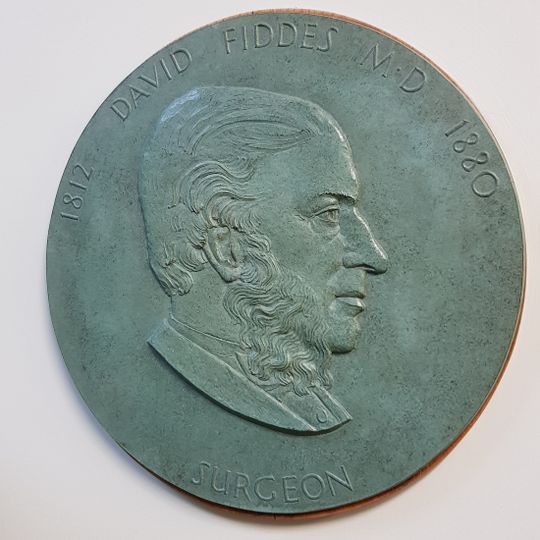 1812 DAVID FIDDES M·D 1880
SURGEON